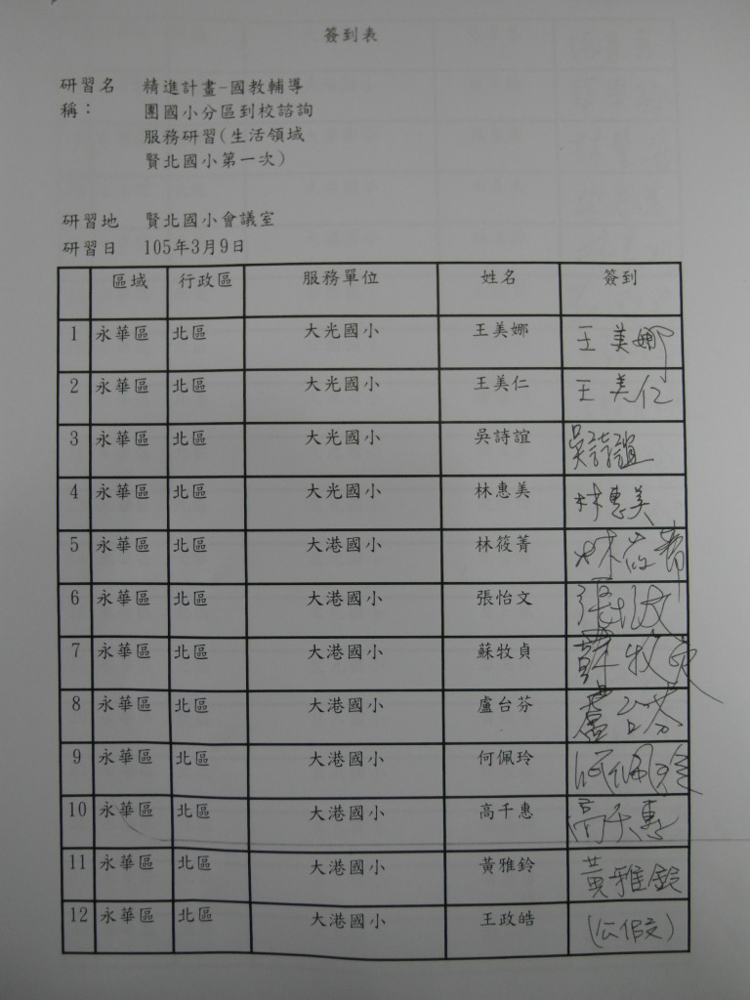 簽到表
研習名 精進計畫-國教輔導
稱： 團國小分區到校諮詢
服務研習(生活領域
賢北國小第一次)
研習地 賢北國小會議室
研習日 105年3月9日
區域 行政區 服務單位 姓名 簽到
1 永華區 北區 大光國小 王美娜 王美娜
2 永華區 北區 大光國小 王美仁 王美仁
3 永華區 北區 大光國小 吳詩誼 吳詩誼
4 永華區 北區 大光國小 林惠美 林惠美
5 永華區 北區 大港國小 林筱菁 林筱菁
6 永華區 北區 大港國小 張怡文 張怡文
7 永華區 北區 大港國小 蘇牧貞 蘇牧貞
8 永華區 北區 大港國小 盧台芬 盧台芬
9 永華區 北區 大港國小 何佩玲 何佩玲
10 永華區 北區 大港國小 高千惠 高千惠
11 永華區 北區 大港國小 黃雅鈴 黃雅鈴
12 永華區 北區 大港國小 王政皓 (公假)